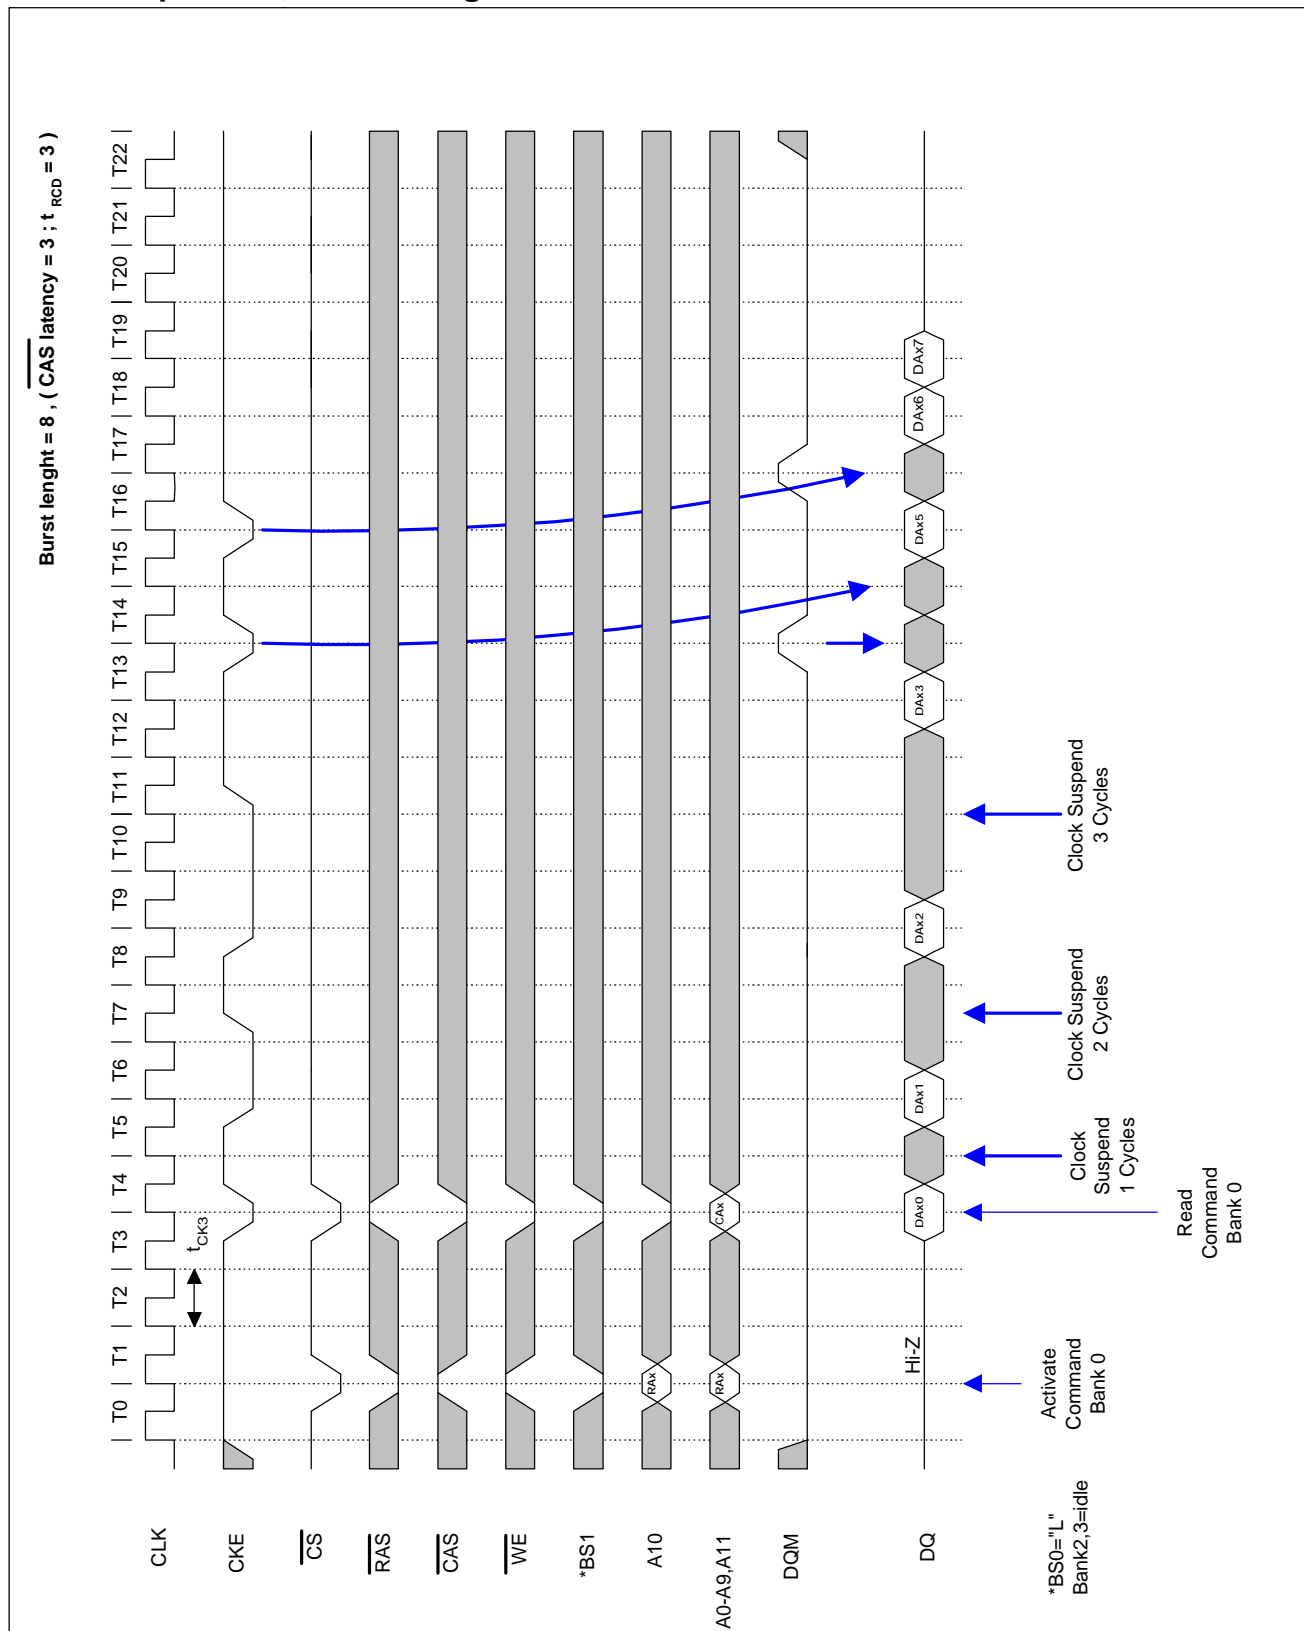 Burst lenght = 8 , ( CAS latency = 3 ; t RCD = 3 )
T0 T1 T2 T3 T4 T5 T6 T7 T8 T9 T10 T11 T12 T13 T14 T15 T16 T17 T18 T19 T20 T21 T22
CLK
tCK3
CKE
CS
RAS
CAS
WE
*BS1
A10
RAx
A0-A9,A11
RAx CAx
DQM
DQ
Hi-Z
DAx0 DAx1 DAx2 DAx3 DAx5 DAx6 DAx7
*BS0="L"
Bank2,3=idle
Activate
Command
Bank 0
Read
Command
Bank 0
Clock
Suspend
1 Cycles
Clock Suspend
2 Cycles
Clock Suspend
3 Cycles